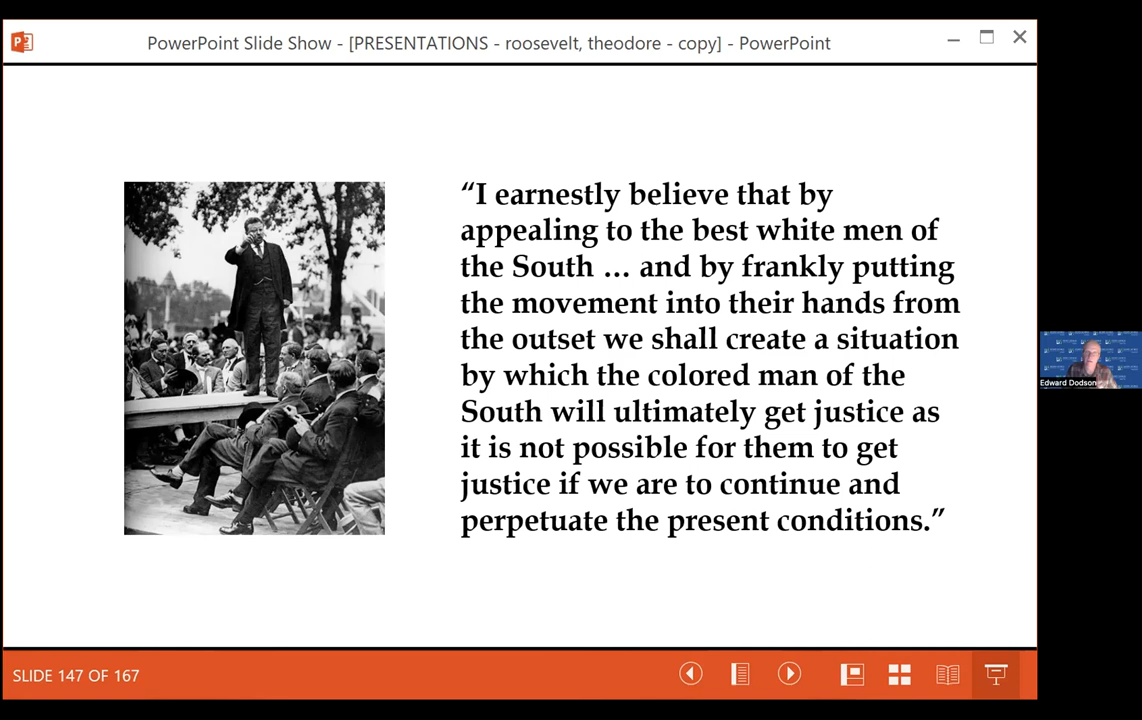 PowerPoint Slide Show - [PRESENTATIONS - roosevelt, theodore - copy] - PowerPoint
“I earnestly believe that by
appealing to the best white men of
the South … and by frankly putting
the movement into their hands from
the outset we shall create a situation
by which the colored man of the
South will ultimately get justice as
it is not possible for them to get
justice if we are to continue and
perpetuate the present conditions.”
Edward Dodson
SLIDE 147 OF 167